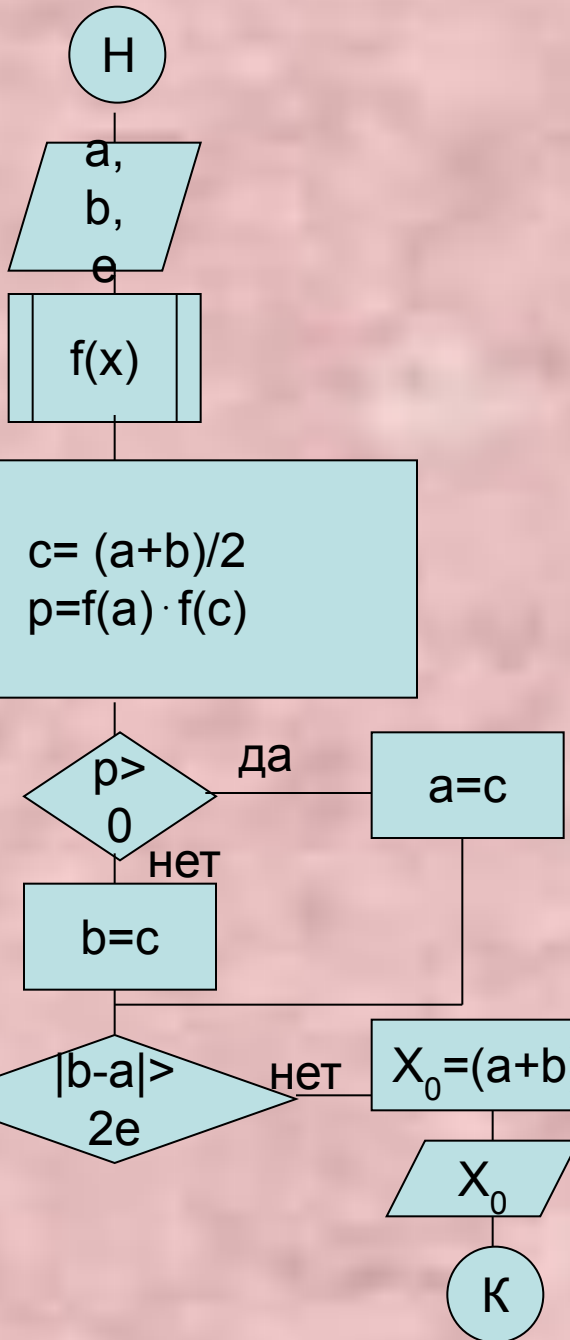 Н
a,
b,
e
f(x)
c= (a+b)/2
p=f(a)·f(c)
p>
0
да
a=c
нет
b=c
|b-a|>
2e
нет
X₀=(a+b
X₀
К